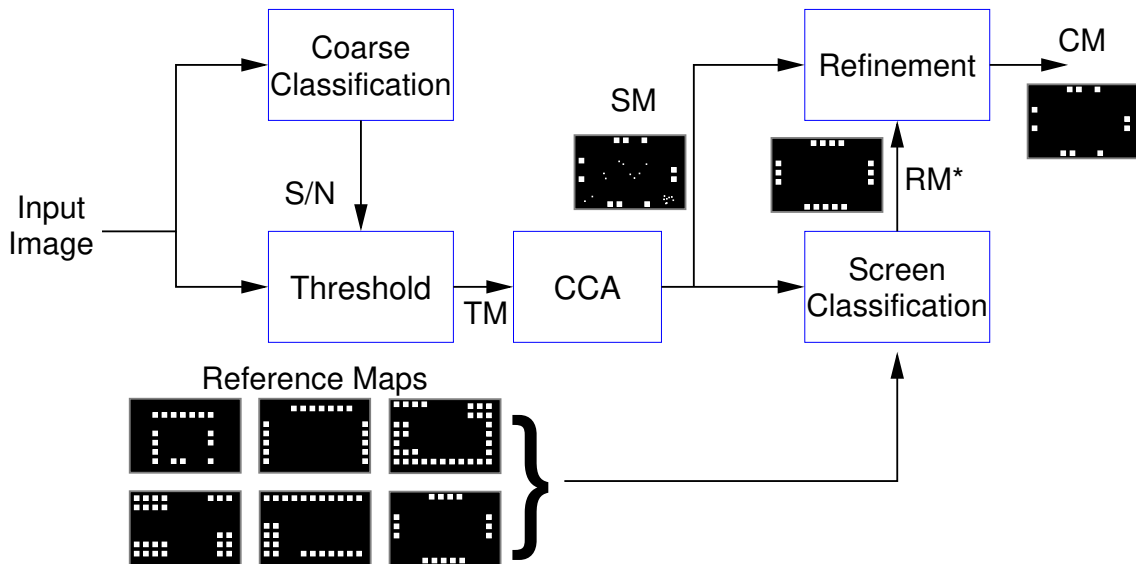 Coarse
Classification
Refinement
CM
SM
S/N
RM*
Input
Image
Threshold
TM
CCA
Screen
Classification
Reference Maps